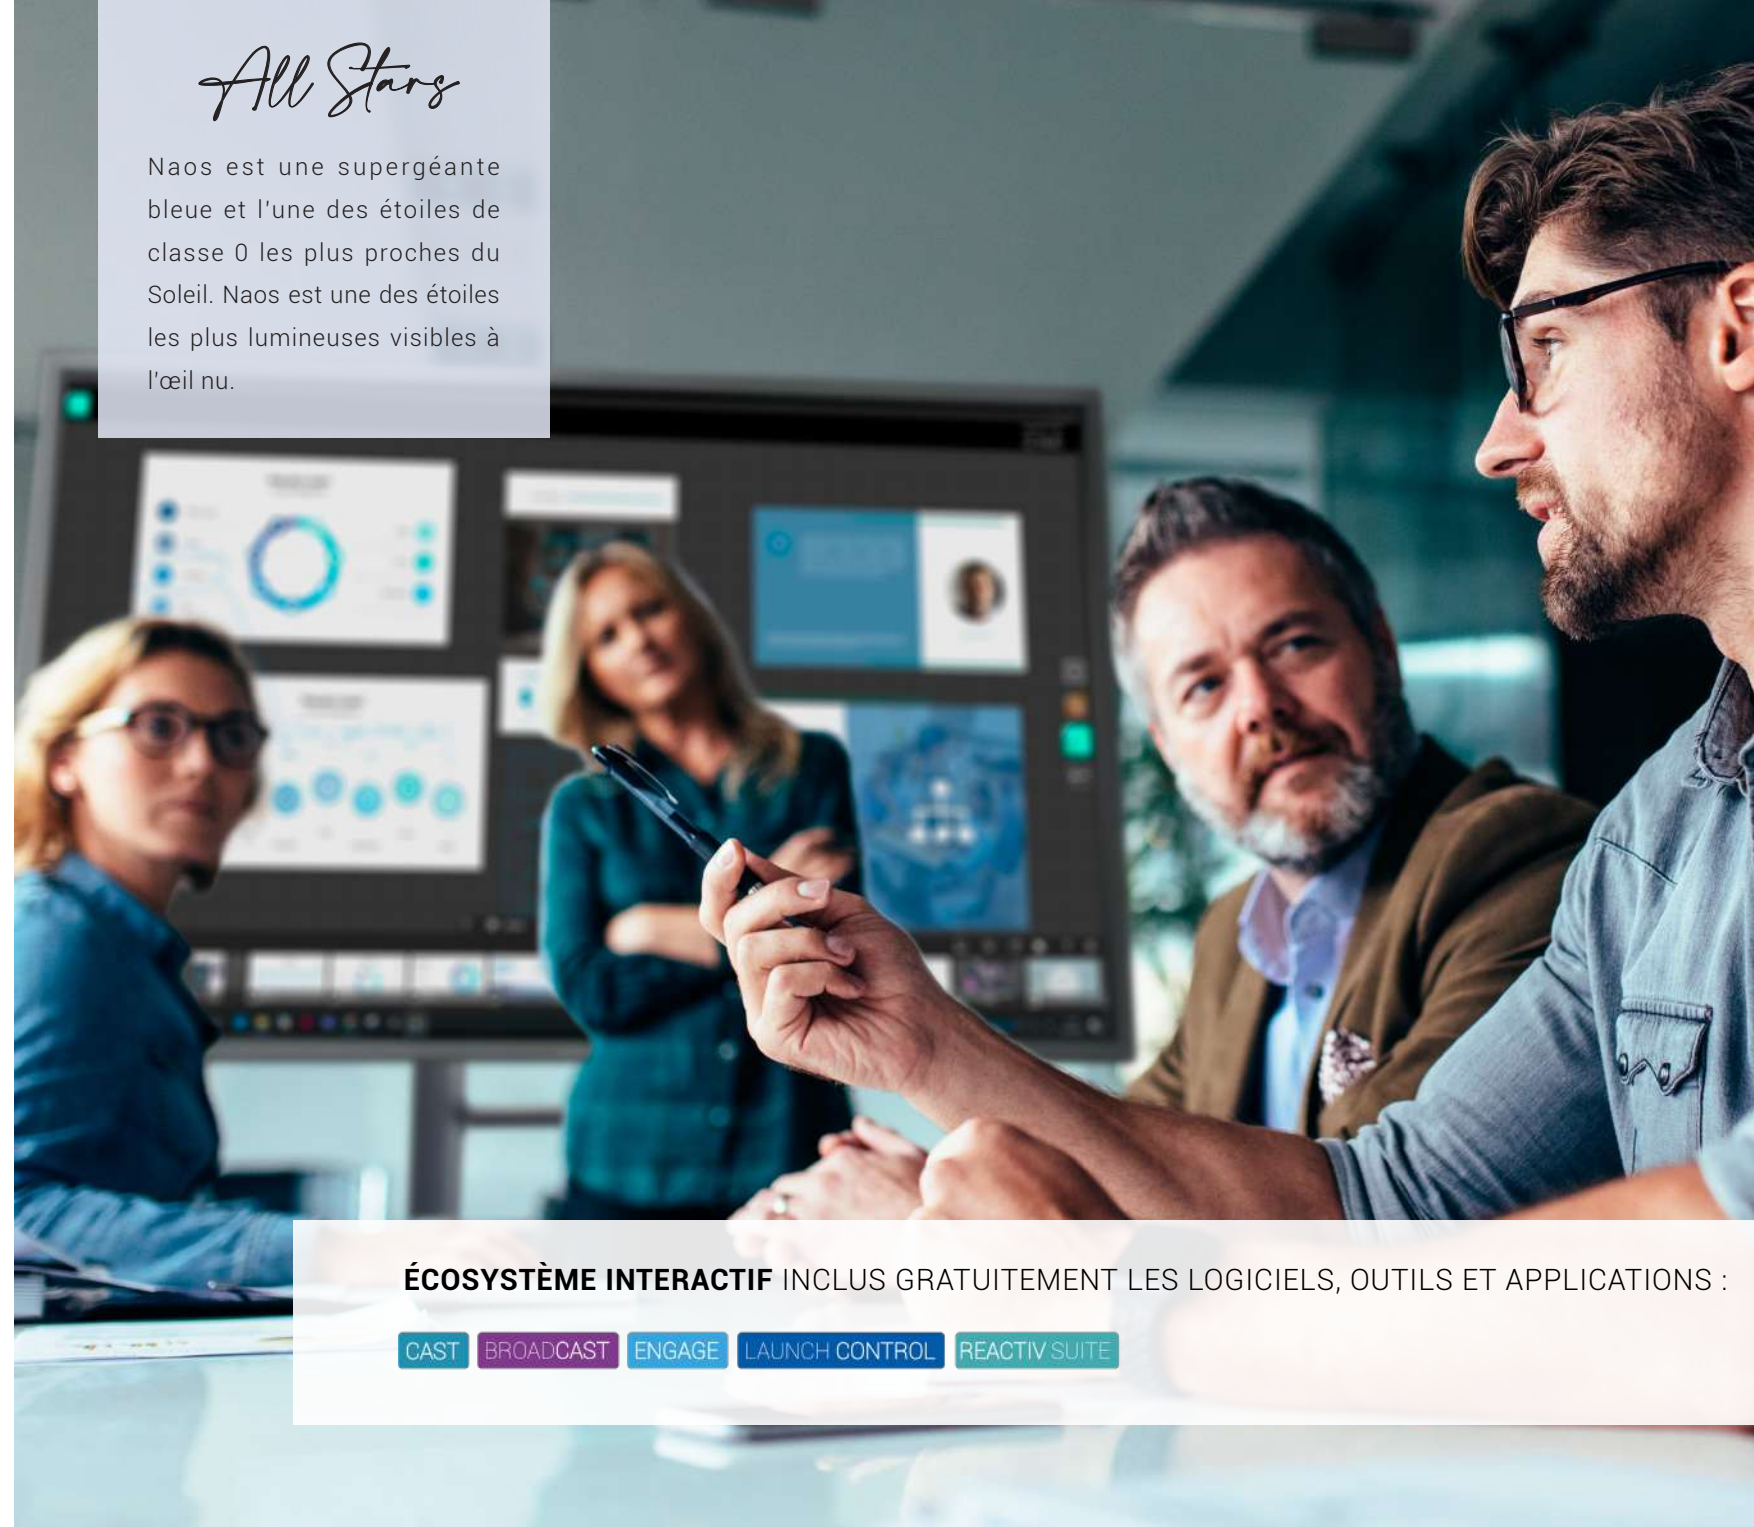 All Stars
Naos est une supergéante
bleue et l'une des étoiles de
classe 0 les plus proches du
Soleil. Naos est une des étoiles
les plus lumineuses visibles à
l'œil nu.
ÉCOSYSTÈME INTERACTIF INCLUS GRATUITEMENT LES LOGICIELS, OUTILS ET APPLICATIONS :
CAST BROADCAST ENGAGE LAUNCH CONTROL REACTIV SUITE